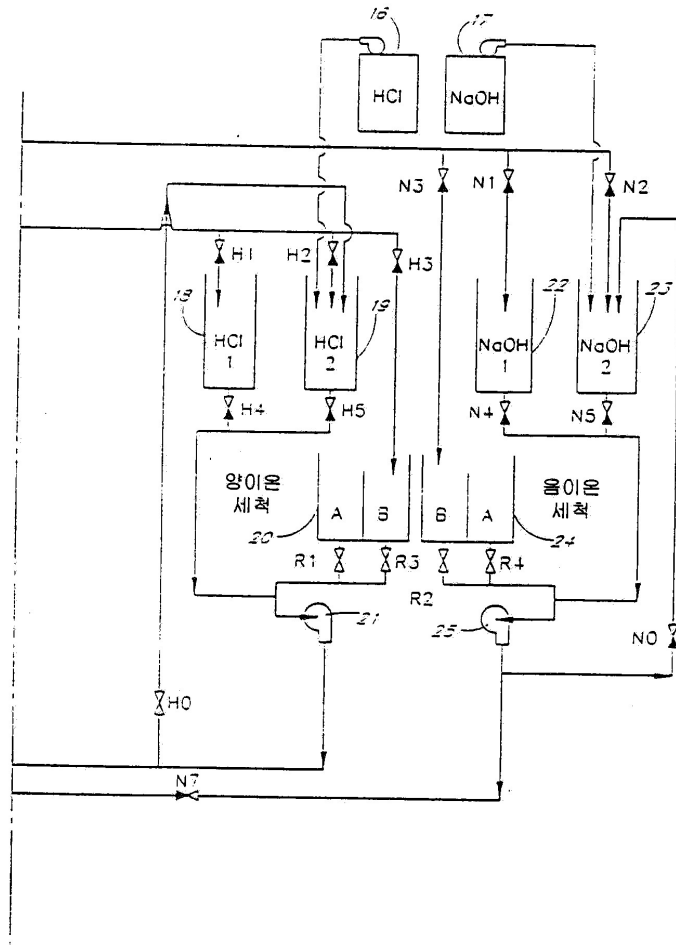 16
17
HCl
NaOH
N3
N1
N2
H1
H2
H3
18
19
22
23
HCl
1
HCl
2
NaOH
1
NaOH
2
H4
H5
N4
N5
양이온
세척
음이온
세척
20
A
B
B
A
24
R1
R3
R2
R4
21
25
N0
H0
N7